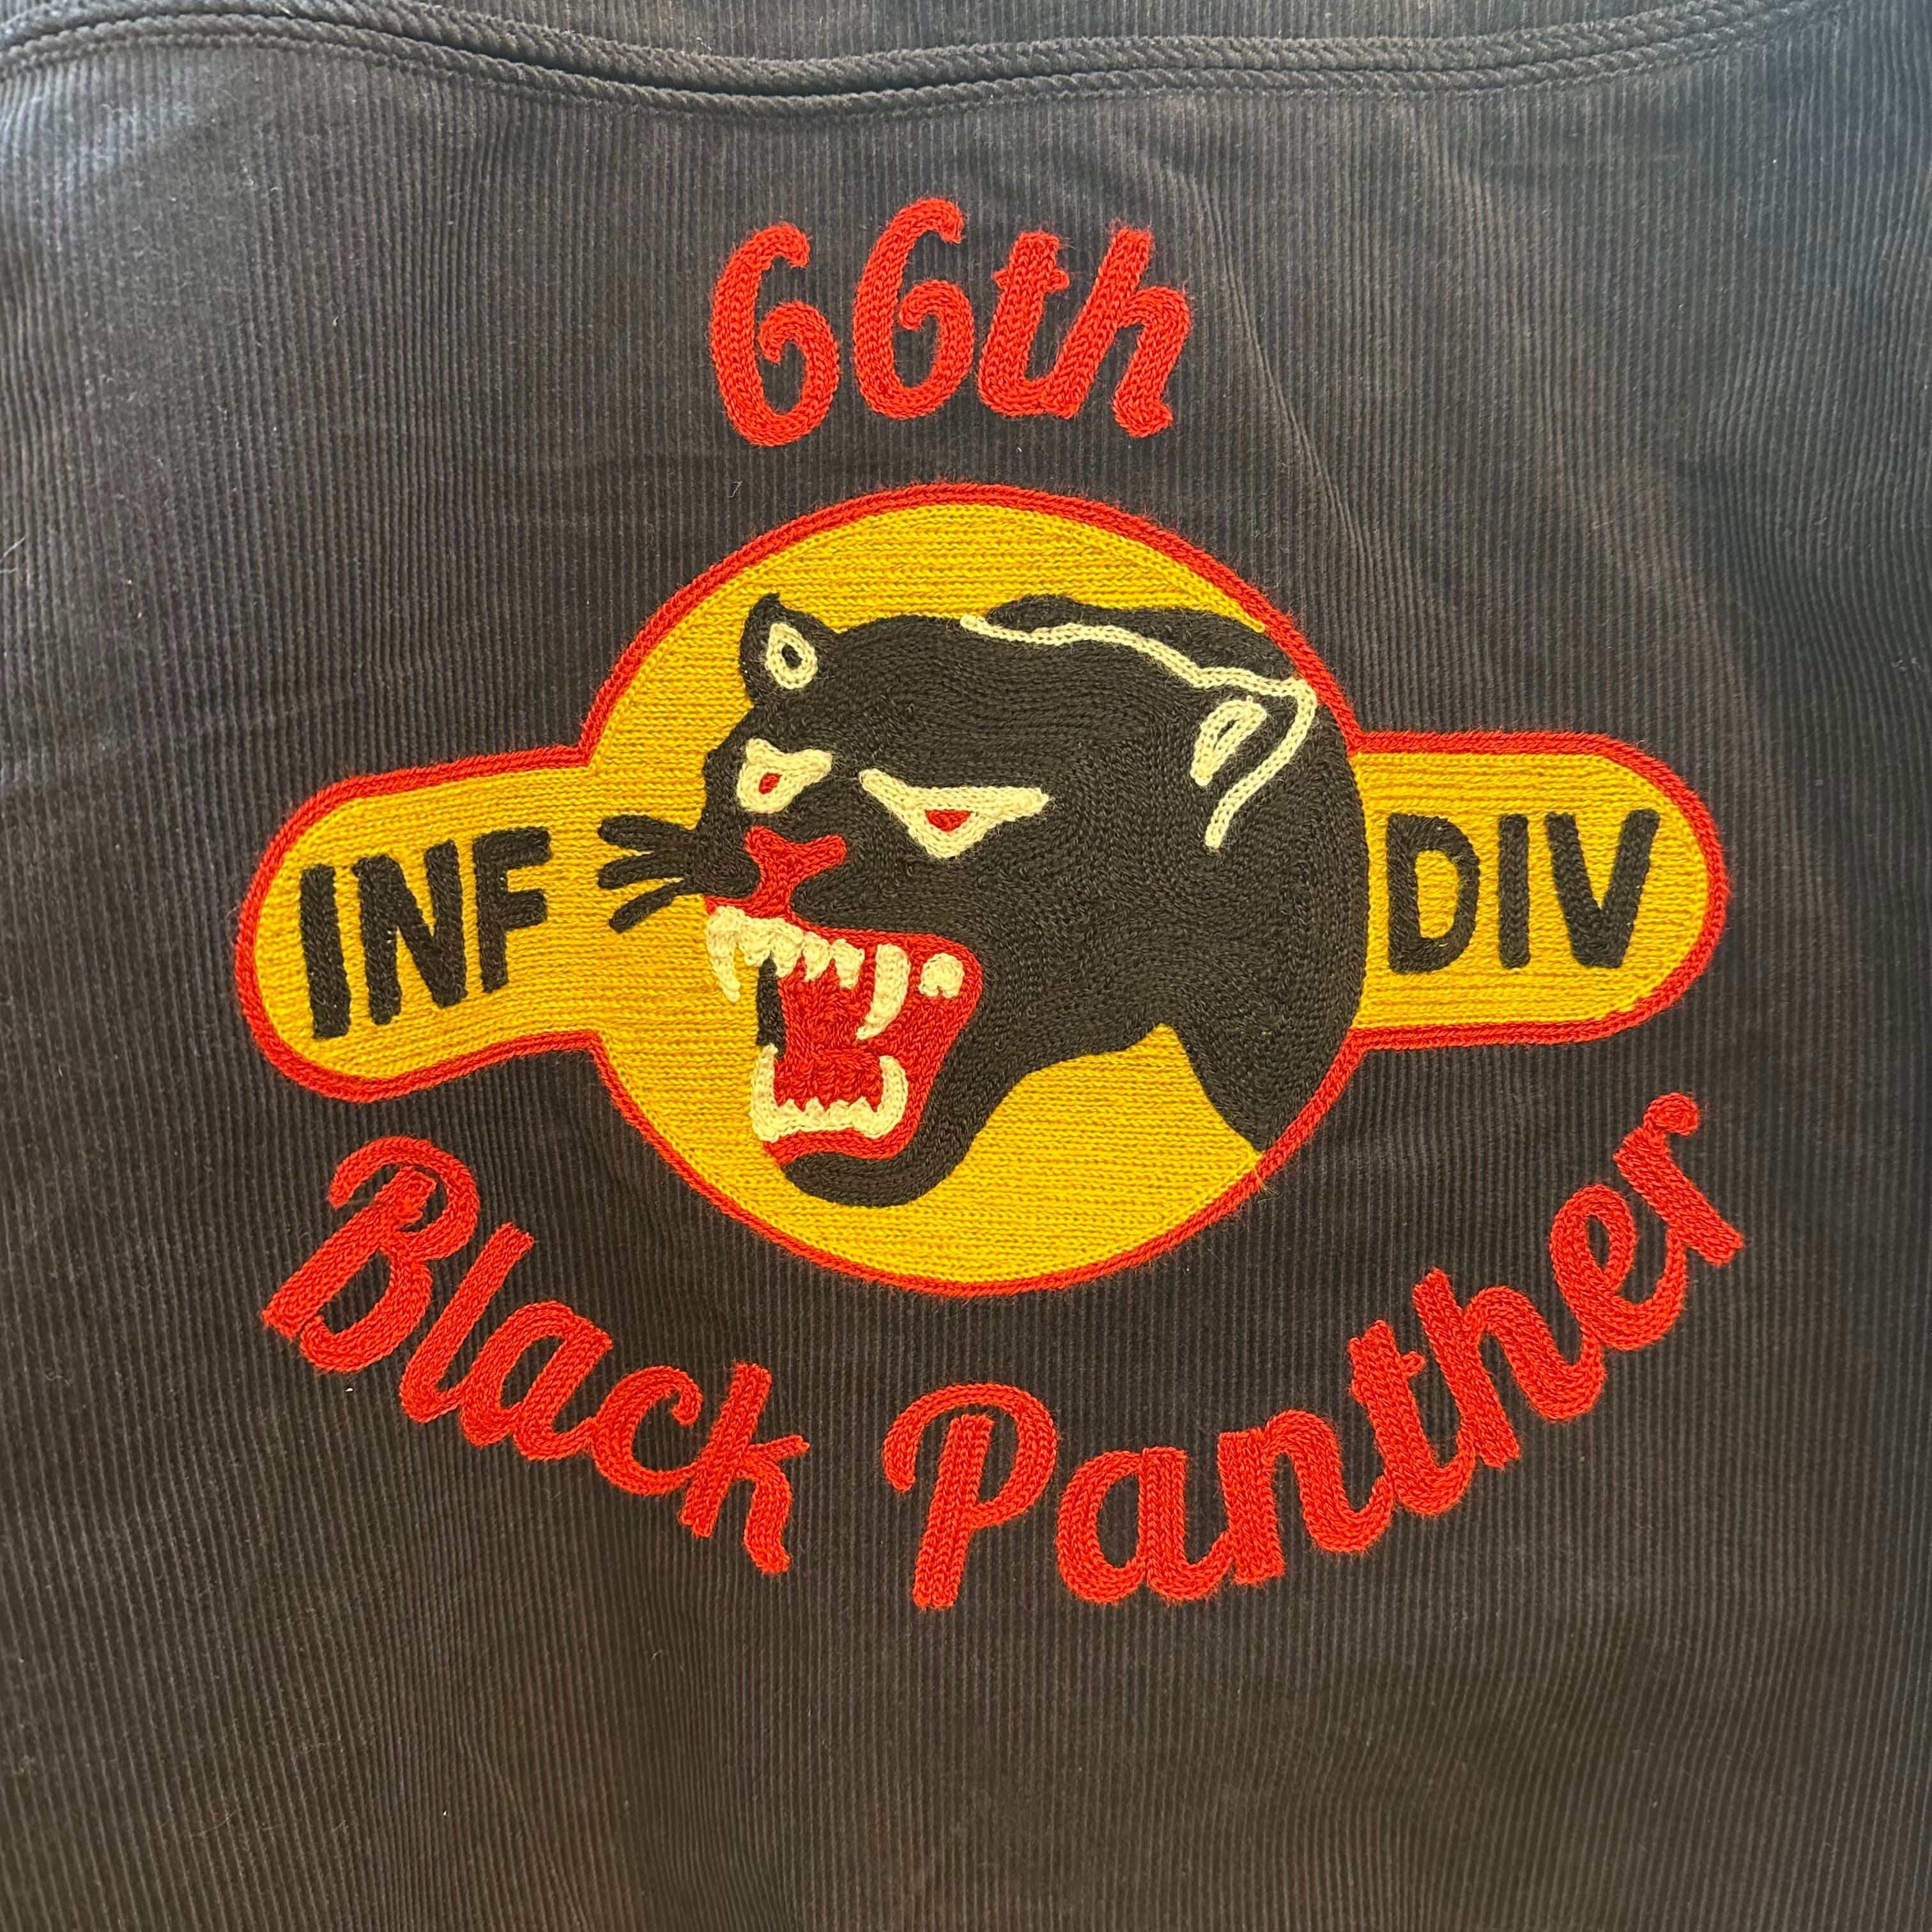 66th
INF DIV
Black Panther